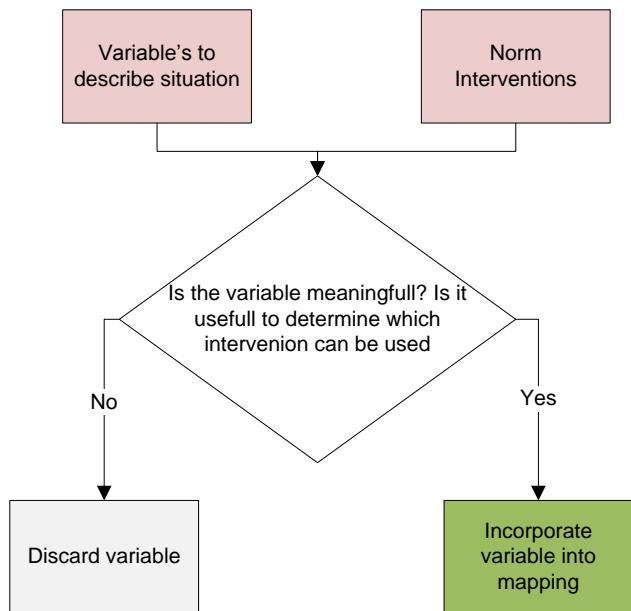 Variable's to
describe situation
Norm
Interventions
Is the variable meaningfull? Is it
usefull to determine which
intervenion can be used
No
Yes
Discard variable
Incorporate
variable into
mapping